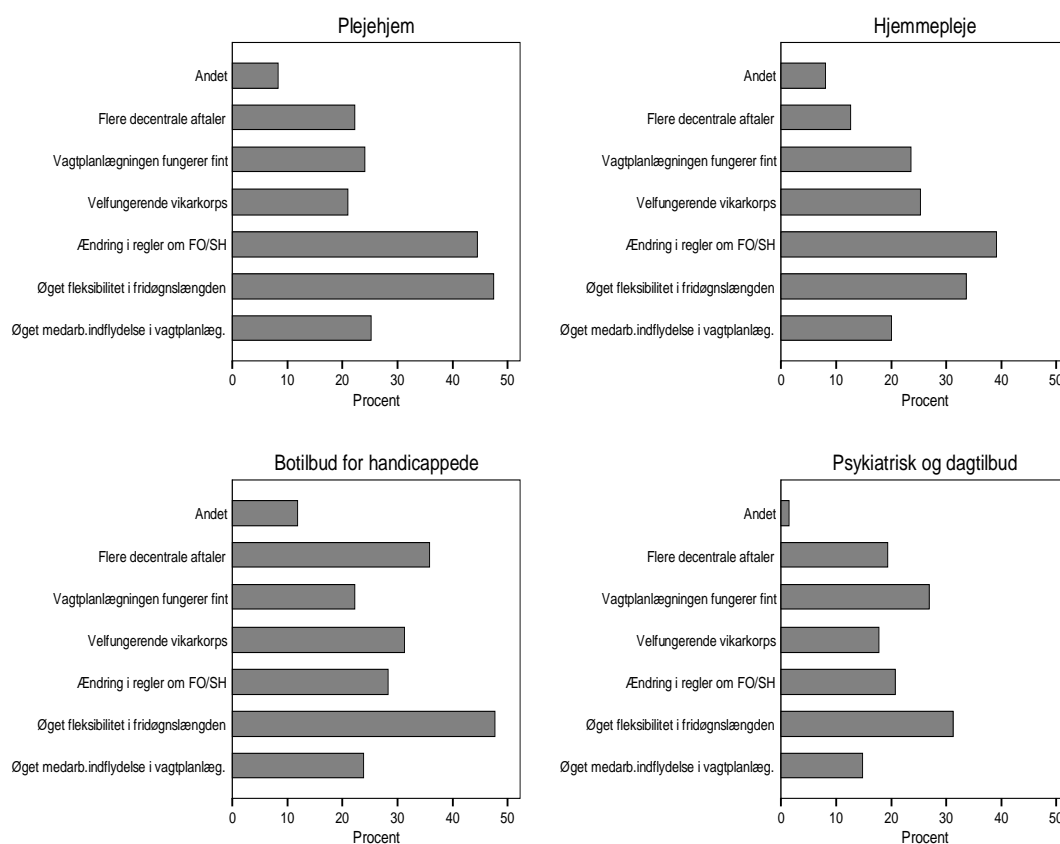 Plejehjem
Andet
Flere decentrale aftaler
Vagtplanlægningen fungerer fint
Velfungerende vikarkorps
Ændring i regler om FO/SH
Øget fleksibilitet i fridøgnslængden
Øget medarb.indflydelse i vagtplanlæg.
0 10 20 30 40 50
Procent
Hjemmepleje
Andet
Flere decentrale aftaler
Vagtplanlægningen fungerer fint
Velfungerende vikarkorps
Ændring i regler om FO/SH
Øget fleksibilitet i fridøgnslængden
Øget medarb.indflydelse i vagtplanlæg.
0 10 20 30 40 50
Procent
Botilbud for handicappede
Andet
Flere decentrale aftaler
Vagtplanlægningen fungerer fint
Velfungerende vikarkorps
Ændring i regler om FO/SH
Øget fleksibilitet i fridøgnslængden
Øget medarb.indflydelse i vagtplanlæg.
0 10 20 30 40 50
Procent
Psykiatrisk og dagtilbud
Andet
Flere decentrale aftaler
Vagtplanlægningen fungerer fint
Velfungerende vikarkorps
Ændring i regler om FO/SH
Øget fleksibilitet i fridøgnslængden
Øget medarb.indflydelse i vagtplanlæg.
0 10 20 30 40 50
Procent